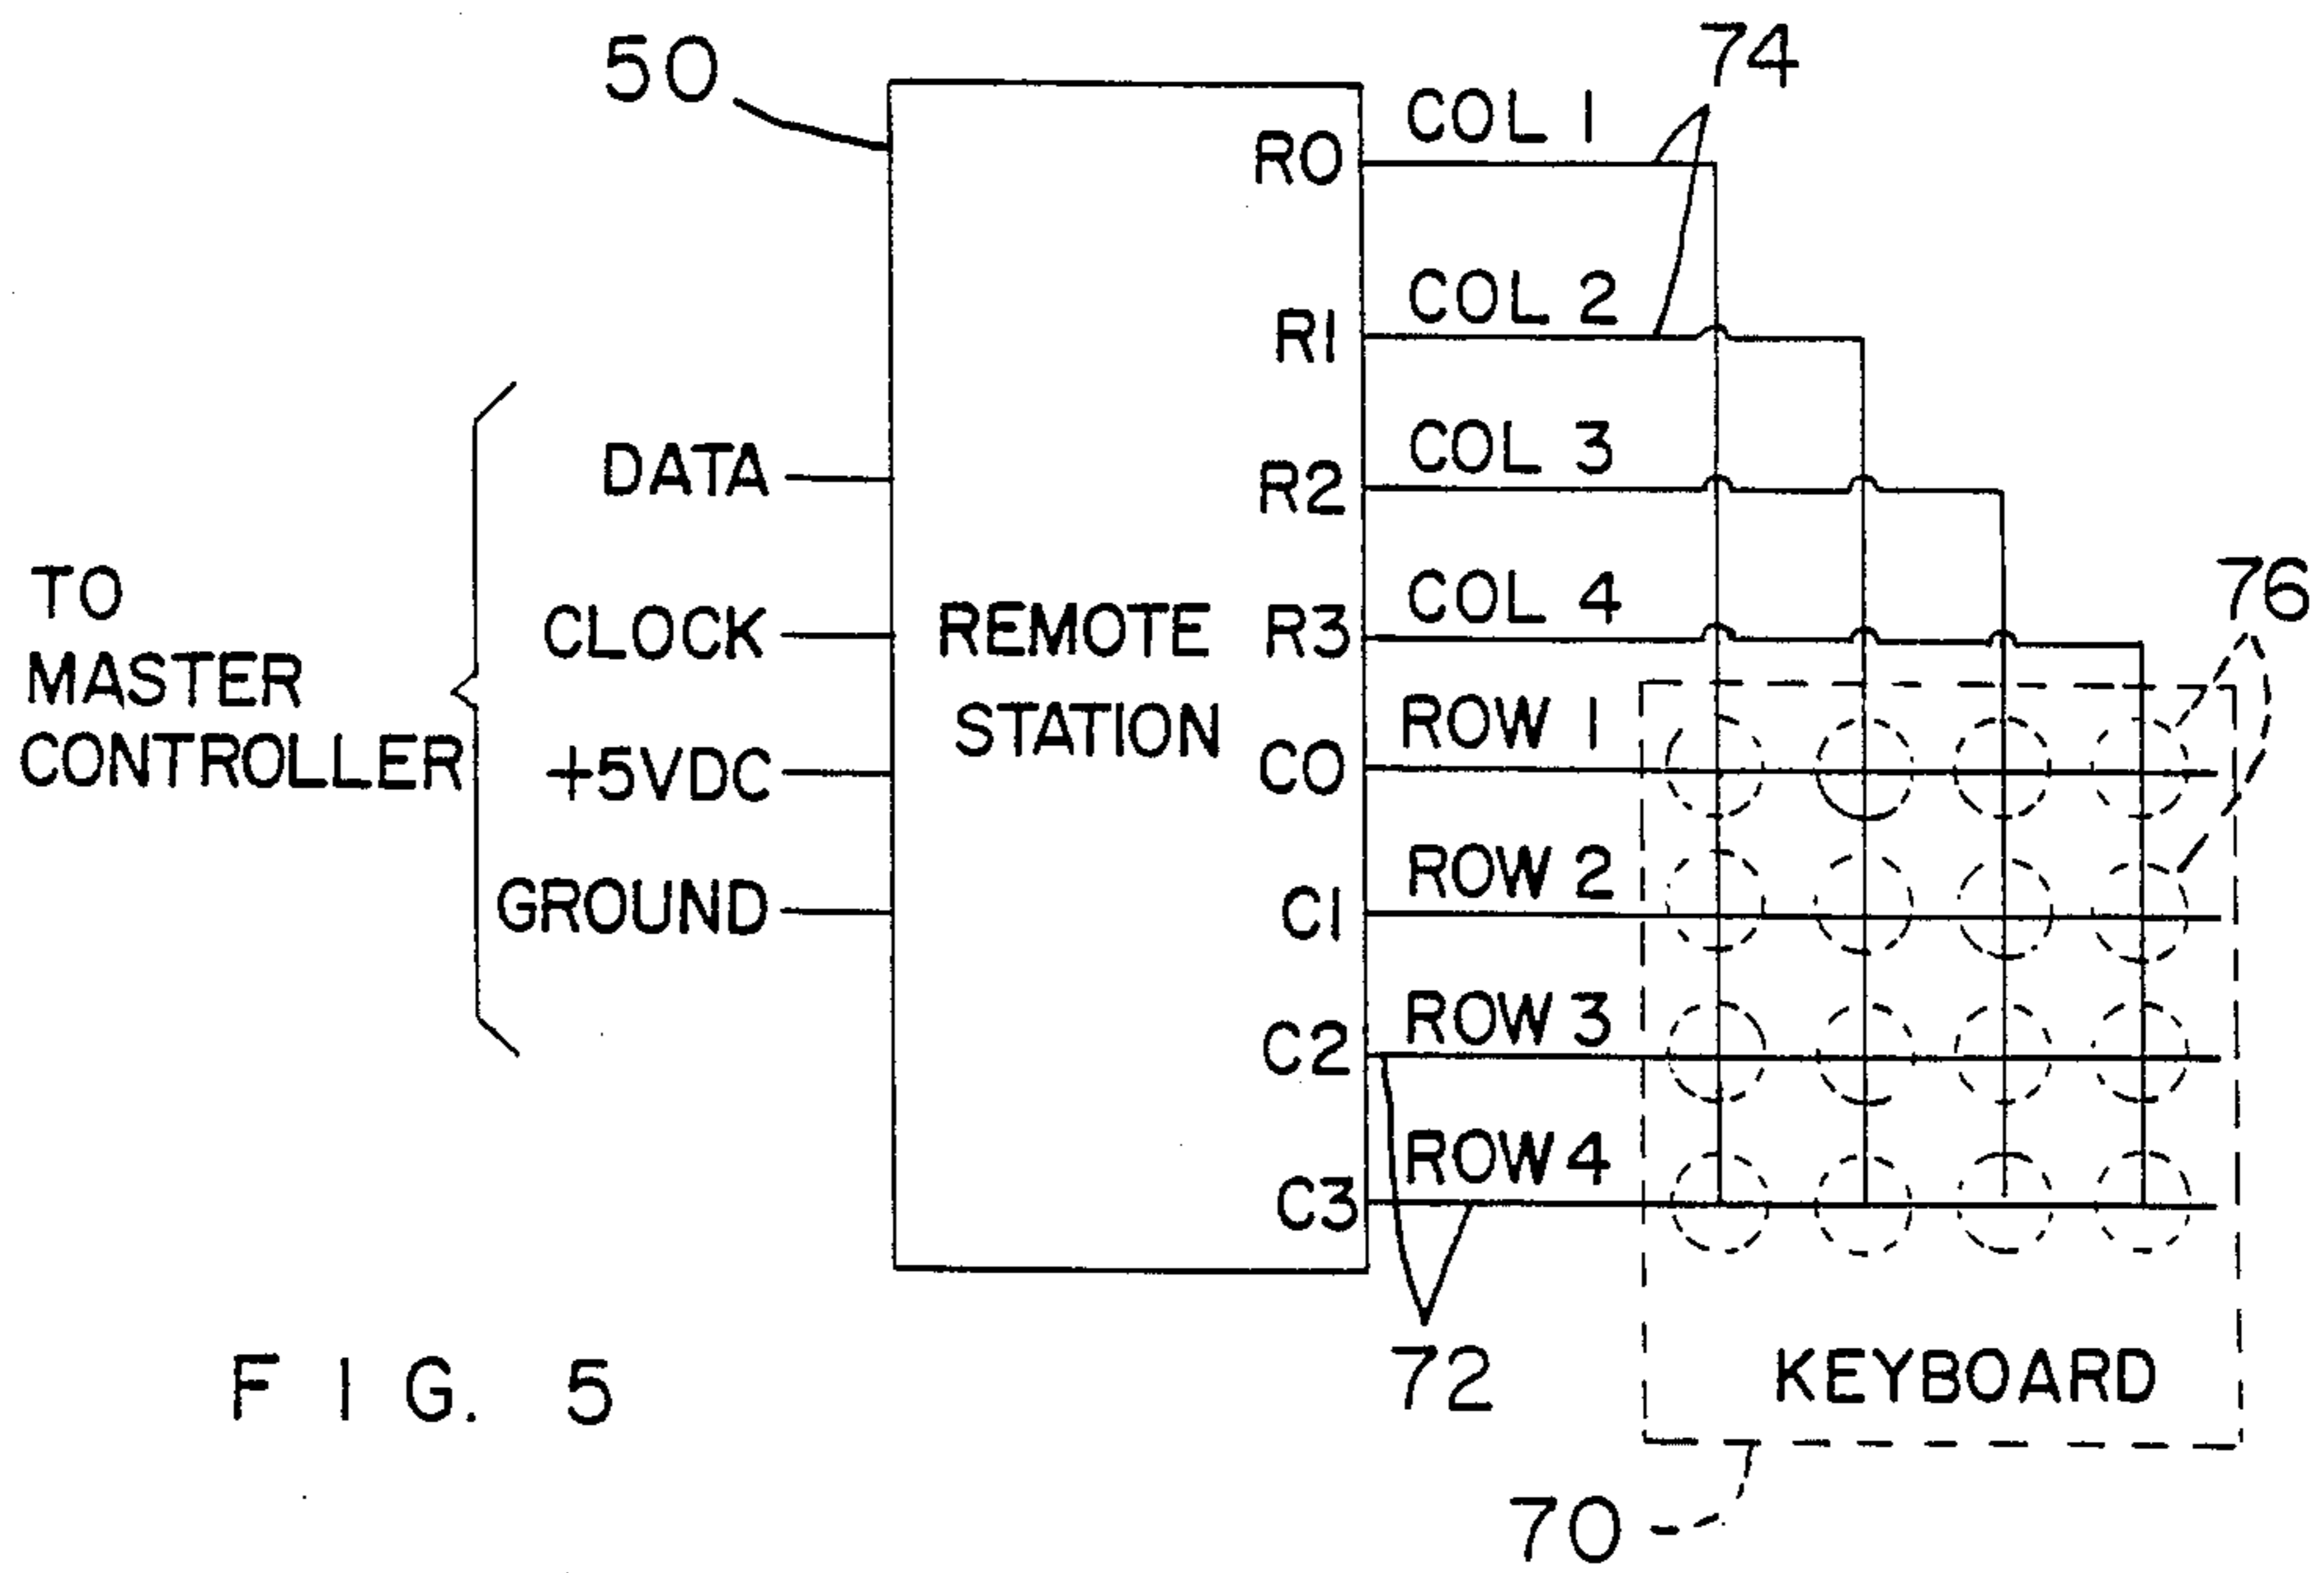 50
74
COL 1
R0
COL 2
R1
COL 3
R2
COL 4
R3
76
DATA
CLOCK
+5VDC
GROUND
TO
MASTER
CONTROLLER
REMOTE
STATION
ROW 1
C0
ROW 2
C1
ROW 3
C2
ROW 4
C3
72
KEYBOARD
70
FIG. 5